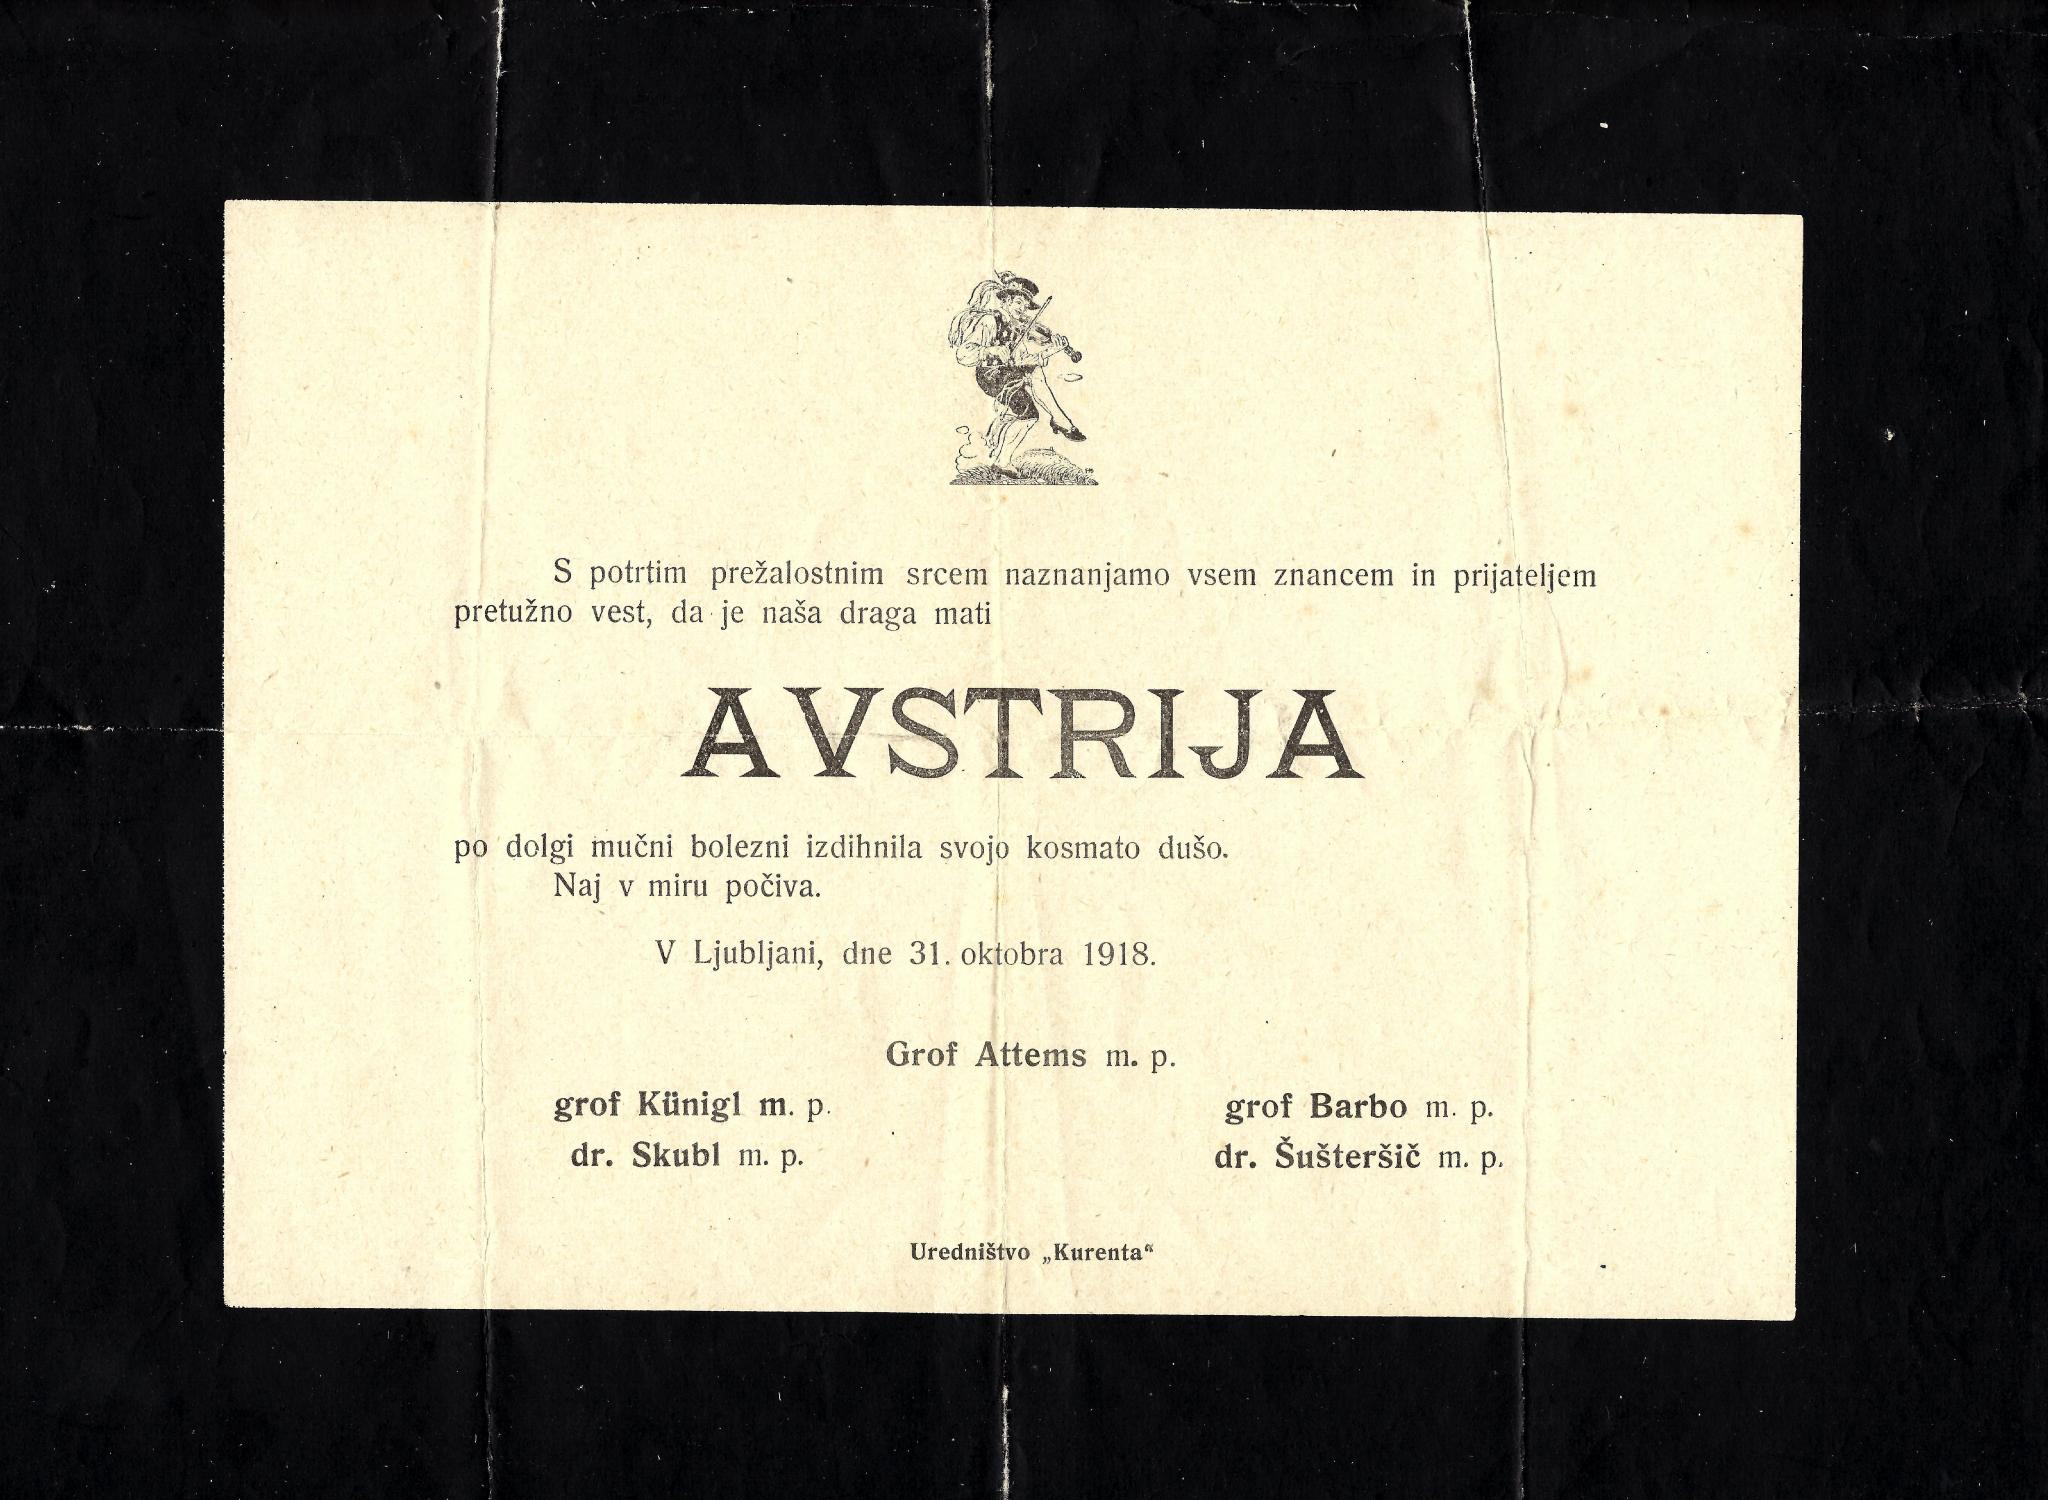 S potrtim prežalostnim srcem naznanjamo vsem znancem in prijateljem
pretužno vest, da je naša draga mati
AVSTRIJA
po dolgi mučni bolezni izdihnila svojo kosmato dušo.
Naj v miru počiva.
V Ljubljani, dne 31. oktobra 1918.
Grof Attems m. p.
grof Künigl m. p.
grof Barbo m. p.
dr. Skubl m. p.
dr. Šušteršič m. p.
Uredništvo „Kurenta“